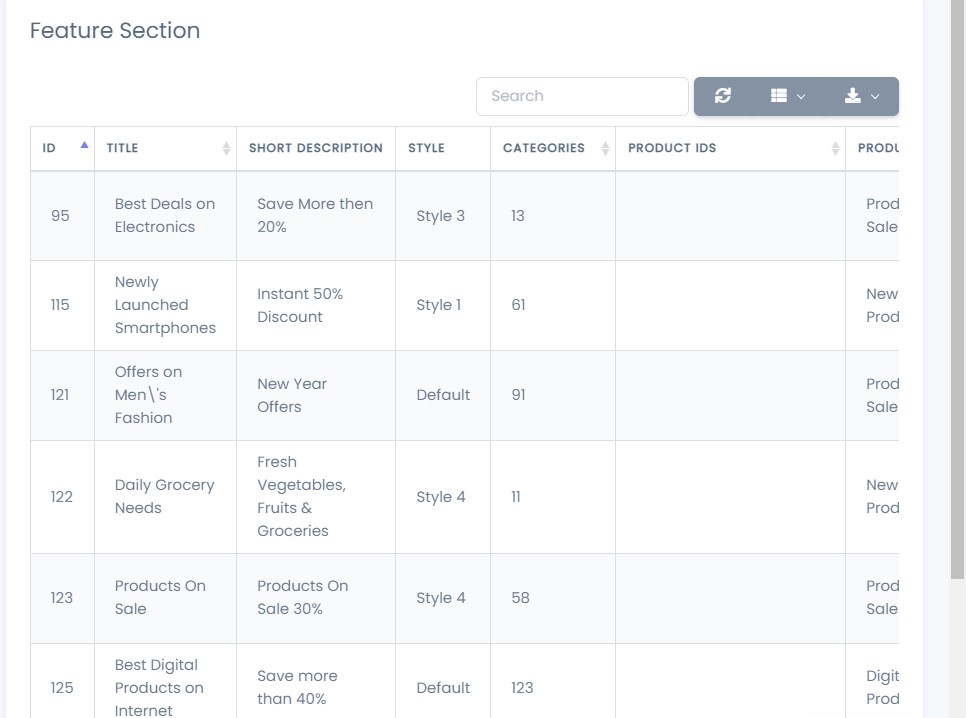 Feature Section
Search
ID TITLE SHORT DESCRIPTION STYLE CATEGORIES PRODUCT IDS PRODU
95 Best Deals on Electronics Save More then 20% Style 3 13 Prod Sale
115 Newly Launched Smartphones Instant 50% Discount Style 1 61 New Prod
121 Offers on Men\'s Fashion New Year Offers Default 91 Prod Sale
122 Daily Grocery Needs Fresh Vegetables, Fruits & Groceries Style 4 11 New Prod
123 Products On Sale Products On Sale 30% Style 4 58 Prod Sale
125 Best Digital Products on Internet Save more than 40% Default 123 Digit Prod